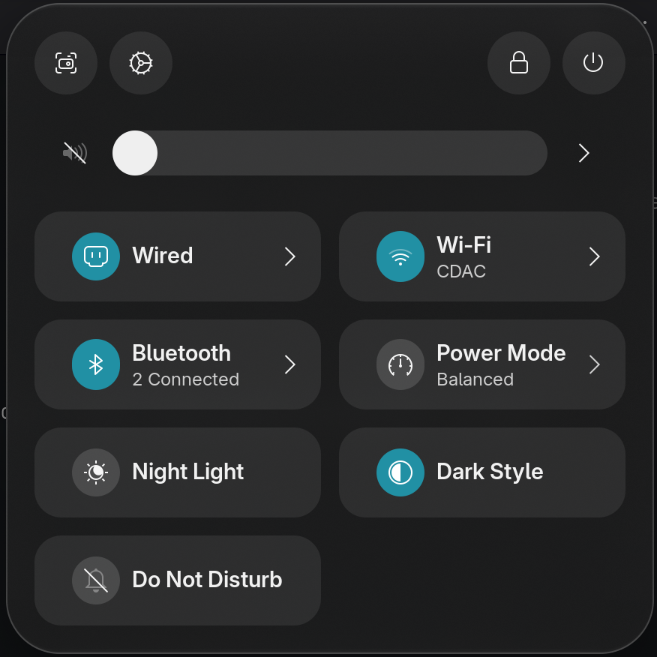 Wired
Wi-Fi
CDAC
Bluetooth
2 Connected
Power Mode
Balanced
Night Light
Dark Style
Do Not Disturb